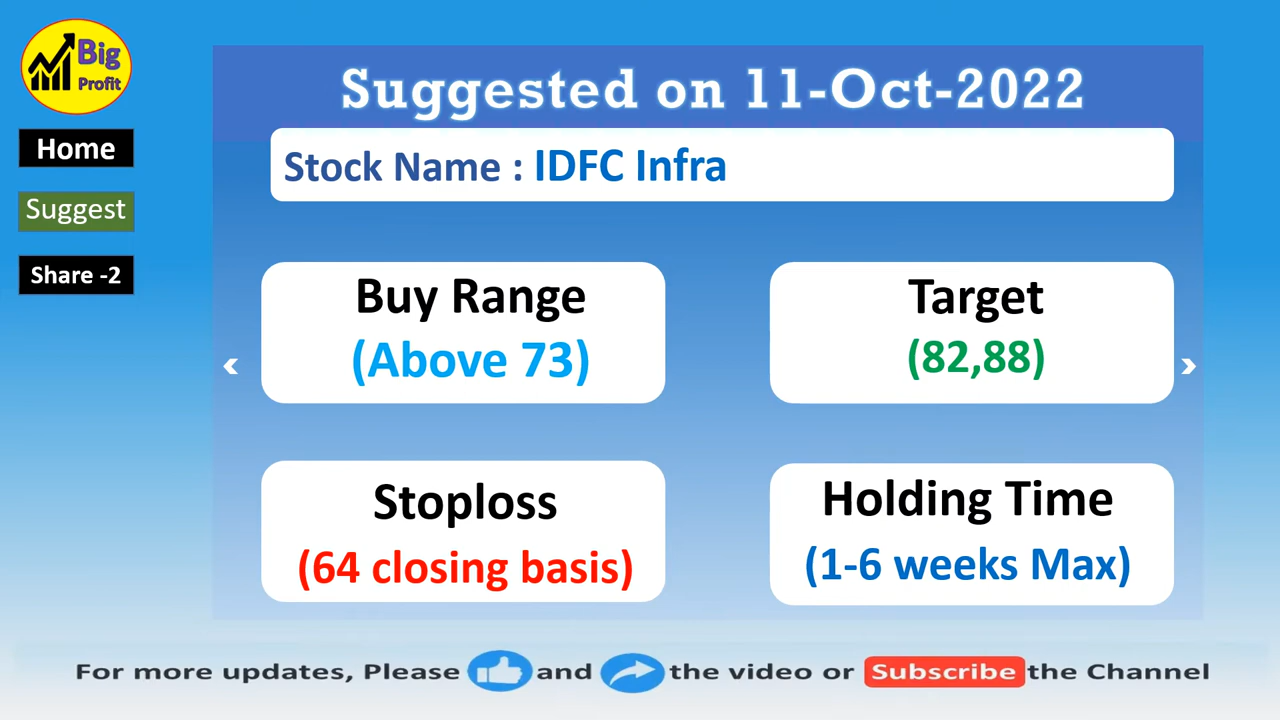 Big
Profit
Home
Suggest
Share -2
Suggested on 11-Oct-2022
Stock Name : IDFC Infra
Buy Range
(Above 73)
Target
(82,88)
Stoploss
(64 closing basis)
Holding Time
(1-6 weeks Max)
For more updates, Please and the video or Subscribe the Channel